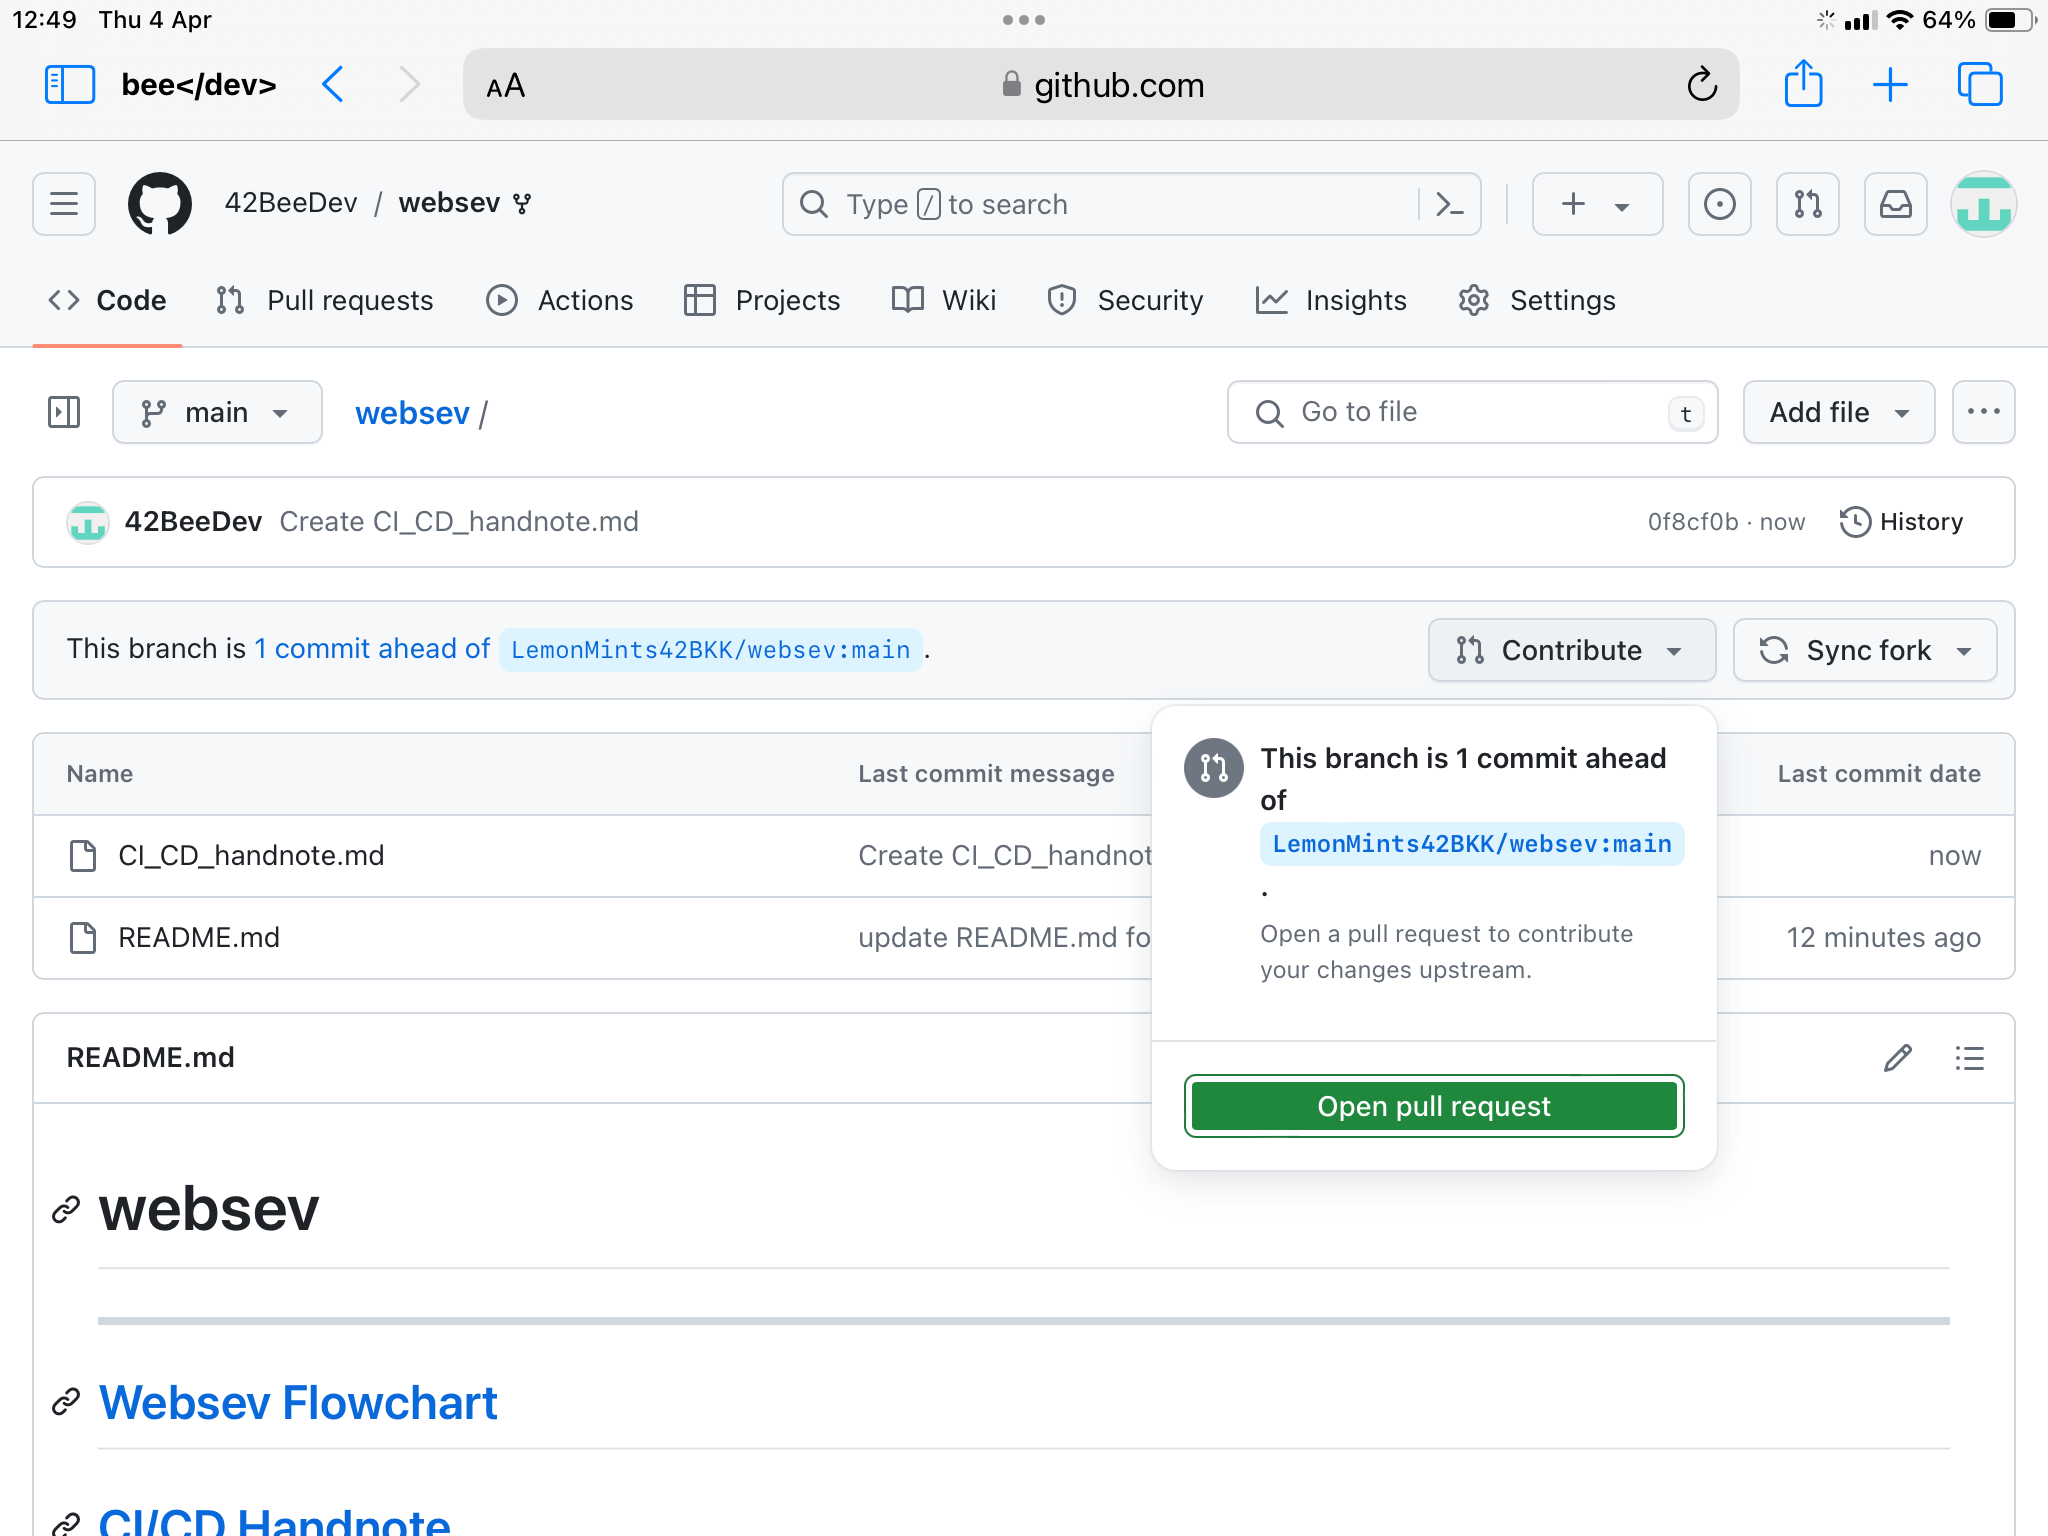 12:49 Thu 4 Apr
64%
bee</dev>
AA
github.com
42BeeDev / websev
Type / to search
Code
Pull requests
Actions
Projects
Wiki
Security
Insights
Settings
main
websev /
Go to file
t
Add file
42BeeDev Create CI_CD_handnote.md
0f8cf0b · now
History
This branch is 1 commit ahead of LemonMints42BKK/websev:main .
Contribute
Sync fork
This branch is 1 commit ahead
of
LemonMints42BKK/websev:main
.
Open a pull request to contribute
your changes upstream.
Open pull request
Name Last commit message Last commit date
CI_CD_handnote.md Create CI_CD_handnot now
README.md update README.md fo 12 minutes ago
README.md
websev
Websev Flowchart
CI/CD Handnote